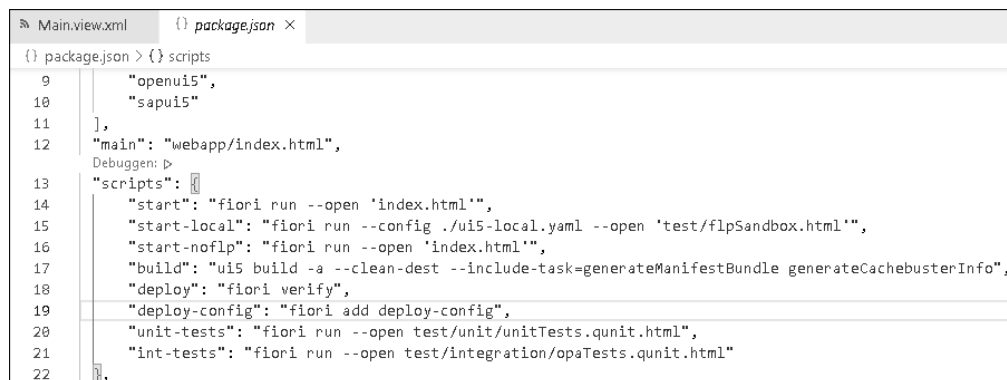 Main.view.xml {} package.json ×
{} package.json > {} scripts
9 "openui5",
10 "sapui5"
11 ],
12 "main": "webapp/index.html",
Debuggen: ▷
13 "scripts": {
14 "start": "fiori run --open 'index.html'",
15 "start-local": "fiori run --config ./ui5-local.yaml --open 'test/flpSandbox.html'",
16 "start-noflp": "fiori run --open 'index.html'",
17 "build": "ui5 build -a --clean-dest --include-task=generateManifestBundle generateCachebusterInfo",
18 "deploy": "fiori verify",
19 "deploy-config": "fiori add deploy-config",
20 "unit-tests": "fiori run --open test/unit/unitTests.qunit.html",
21 "int-tests": "fiori run --open test/integration/opaTests.qunit.html"
22 },